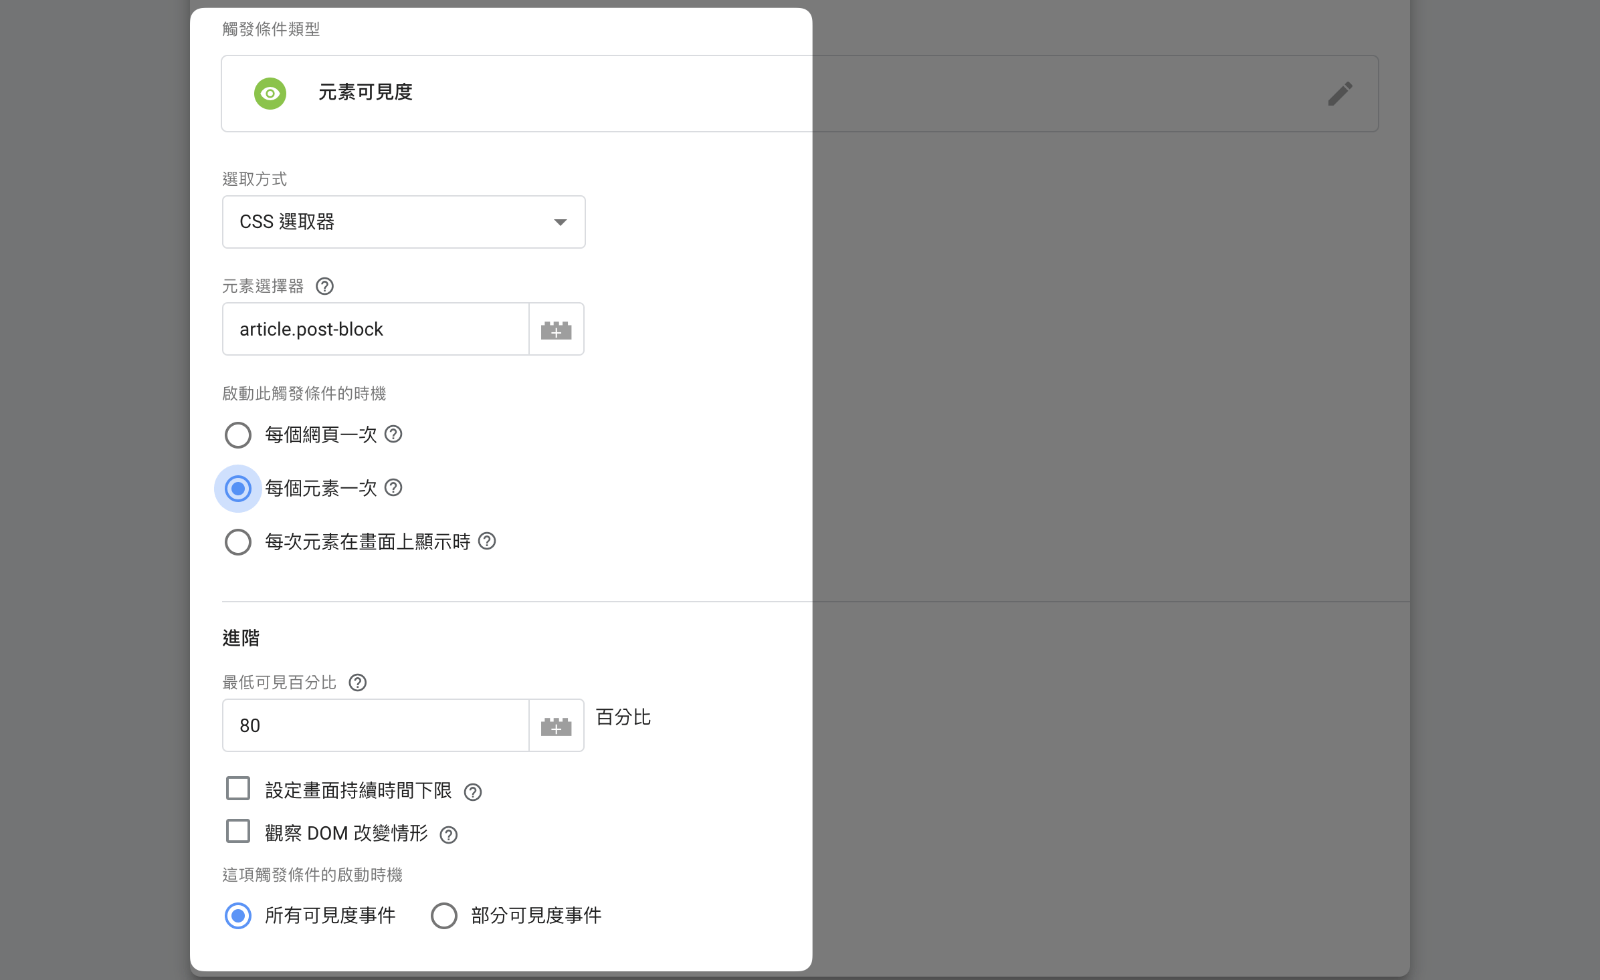 觸發條件類型
元素可見度
選取方式
CSS 選取器
元素選擇器
article.post-block
啟動此觸發條件的時機
每個網頁一次
每個元素一次
每次元素在畫面上顯示時
進階
最低可見百分比
80
百分比
設定畫面持續時間下限
觀察 DOM 改變情形
這項觸發條件的啟動時機
所有可見度事件
部分可見度事件